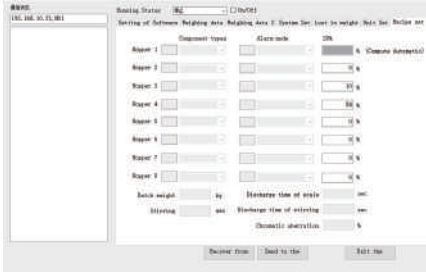 192.168.10.15,HB1
Running Status
On/Off
Setting of Software Weighing data Weighing data 2 System Set Lost in weight Unit Set Recipe set
Component types Alarm mode
Hopper 1 % (Compute Automatic)
Hopper 2 0 %
Hopper 3 10 %
Hopper 4 %
Hopper 5 0 %
Hopper 6 0 %
Hopper 7 0 %
Hopper 8 0 %
Batch weight kg Discharge time of scale sec
Stirring sec Discharge time of stirring sec
Chromatic aberration %
Recover from Send to the Exit the